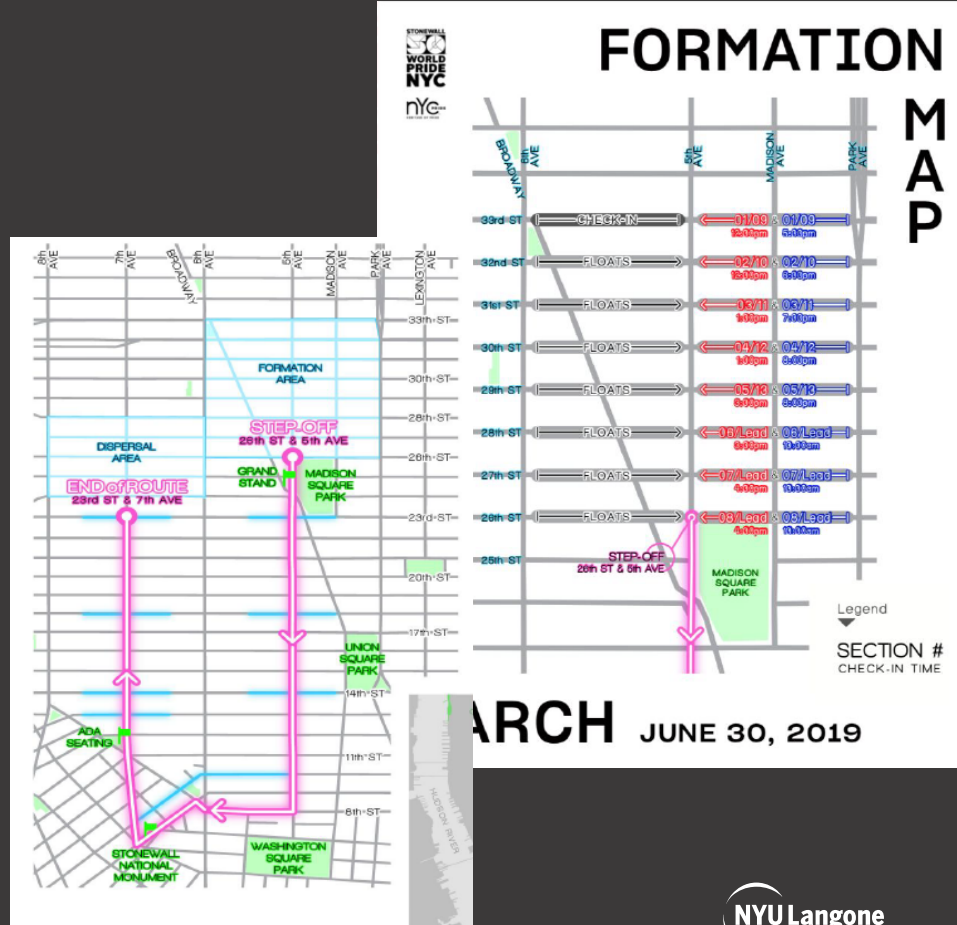 STONEWALL
50
WORLD
PRIDE
NYC
nyc
FORMATION
MAP
BROADWAY
6th AVE
5th AVE
MADISON AVE
PARK AVE
33rd ST CHECK-IN 01/09 & 01/09
5:00pm
32nd ST FLOATS 02/10 & 02/10
31st ST FLOATS 03/11 & 03/11
30th ST FLOATS 04/12 & 04/12
29th ST FLOATS 05/13 & 05/13
28th ST FLOATS 06/Lead & 06/Lead
27th ST FLOATS 07/Lead & 07/Lead
26th ST FLOATS 08/Lead & 08/Lead
25th ST
STEP-OFF
26th ST & 5th AVE
MADISON
SQUARE
PARK
Legend
SECTION #
CHECK-IN TIME
ARCH JUNE 30, 2019
8th AVE
7th AVE
BROADWAY
6th AVE
5th AVE
MADISON AVE
PARK AVE
LEXINGTON AVE
33th ST
FORMATION
AREA
30th ST
28th ST
STEP-OFF
26th ST & 5th AVE
DISPERSAL
AREA
26th ST
GRAND
STAND
MADISON
SQUARE
PARK
END of ROUTE
23rd ST & 7th AVE
23rd ST
20th ST
17th ST
UNION
SQUARE
PARK
14th ST
ADA
SEATING
11th ST
8th ST
WASHINGTON
SQUARE
PARK
STONEWALL
NATIONAL
MONUMENT
HUDSON RIVER
NYU Langone